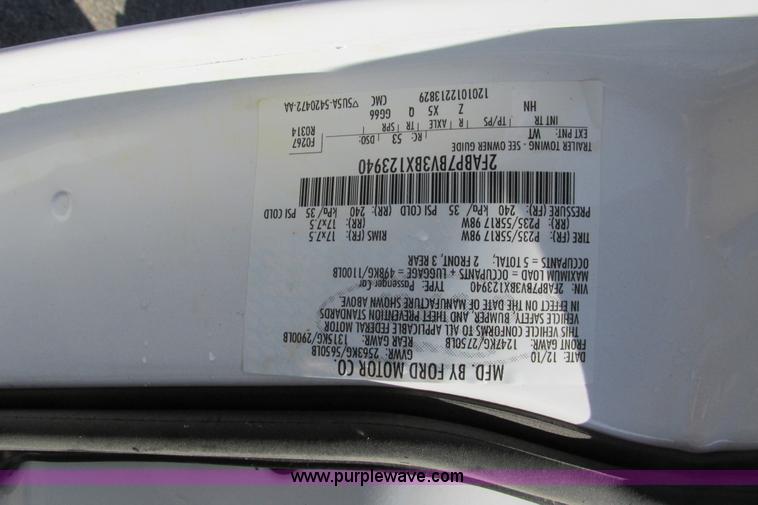 MFD. BY FORD MOTOR CO.
DATE: 12/10 GVWR: 2563KG/5650LB
FRONT GAWR: 1247KG/2750LB REAR GAWR: 1315KG/2900LB
THIS VEHICLE CONFORMS TO ALL APPLICABLE FEDERAL MOTOR
VEHICLE SAFETY, BUMPER, AND THEFT PREVENTION STANDARDS
IN EFFECT ON THE DATE OF MANUFACTURE SHOWN ABOVE
VIN: 2FABP7BV3BX123940 TYPE: Passenger Car
MAXIMUM LOAD = OCCUPANTS + LUGGAGE = 498KG/1100LB
OCCUPANTS = 5 TOTAL; 2 FRONT, 3 REAR
TIRE (FR): P235/55R17 98W RIMS (FR): 17x7.5
(RR): P235/55R17 98W (RR): 17x7.5
PRESSURE (FR): 240 kPa/ 35 PSI COLD (RR): 240 kPa/ 35 PSI COLD
2FABP7BV3BX123940
TRAILER TOWING - SEE OWNER GUIDE F0267
EXT PNT: WT RC: 53 DSO: R0314
INT TR TP/PS R AXLE TR SPR
HN Z X5 Q GG66
CMC ▽5U5A-5420472-AA
1201012213829
www.purplewave.com